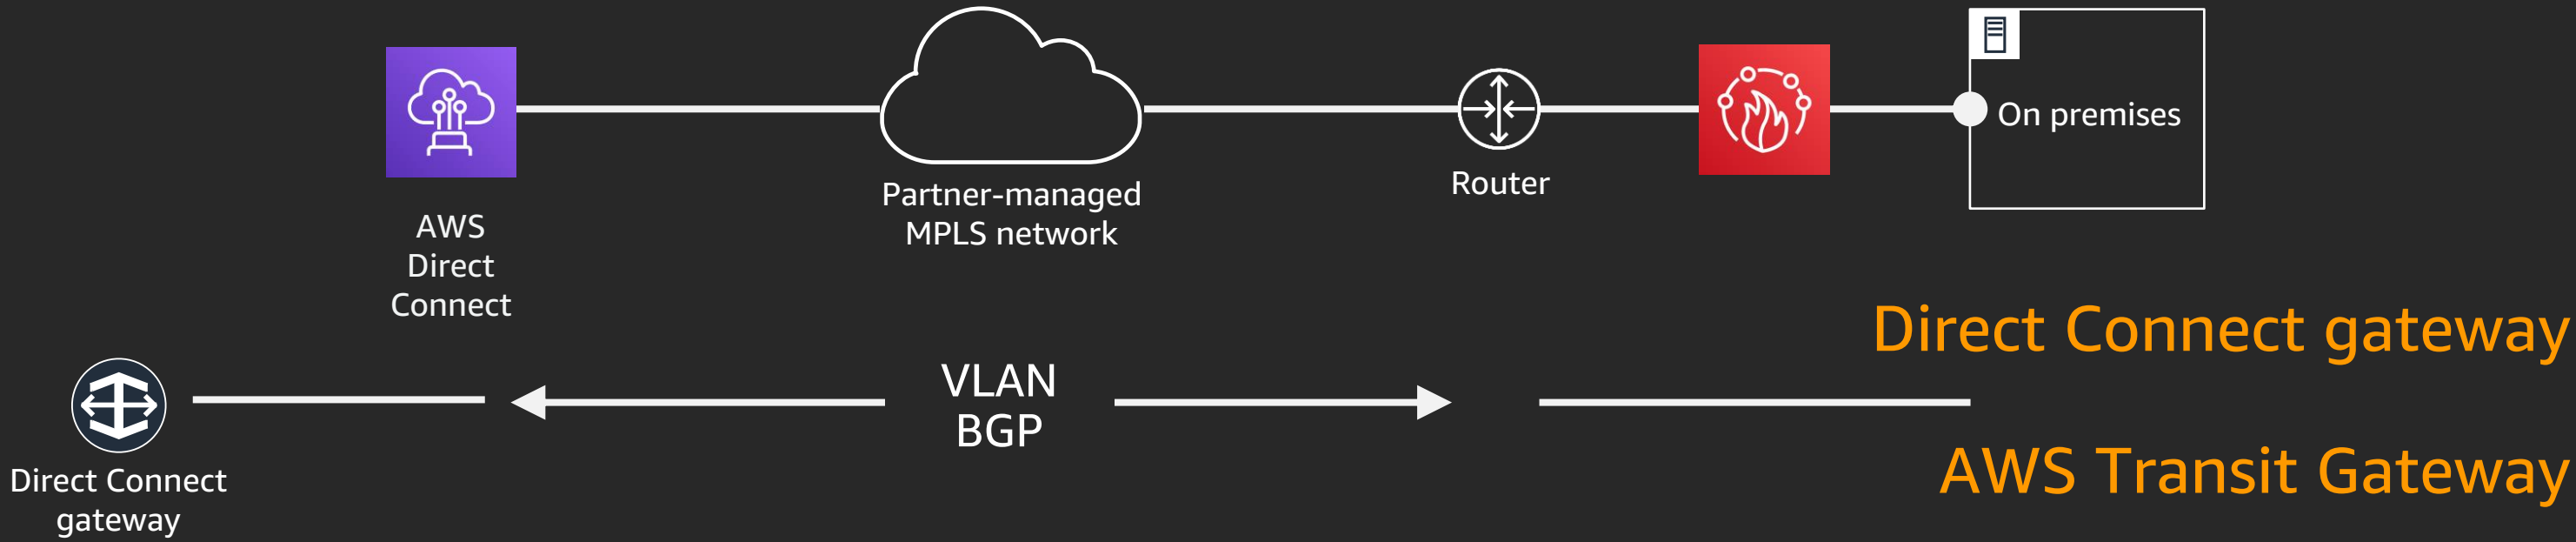 On premises
Partner-managed
MPLS network
Router
AWS
Direct
Connect
Direct Connect gateway
VLAN
BGP
AWS Transit Gateway
Direct Connect
gateway